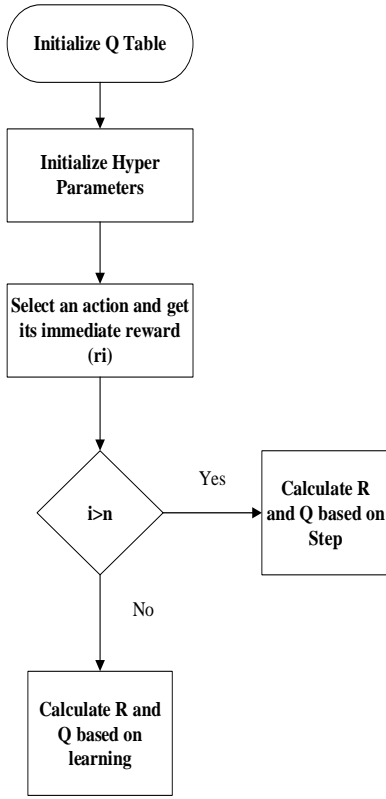 Initialize Q Table
Initialize Hyper
Parameters
Select an action and get
its immediate reward
(ri)
i>n
Yes
Calculate R
and Q based on
Step
No
Calculate R and
Q based on
learning